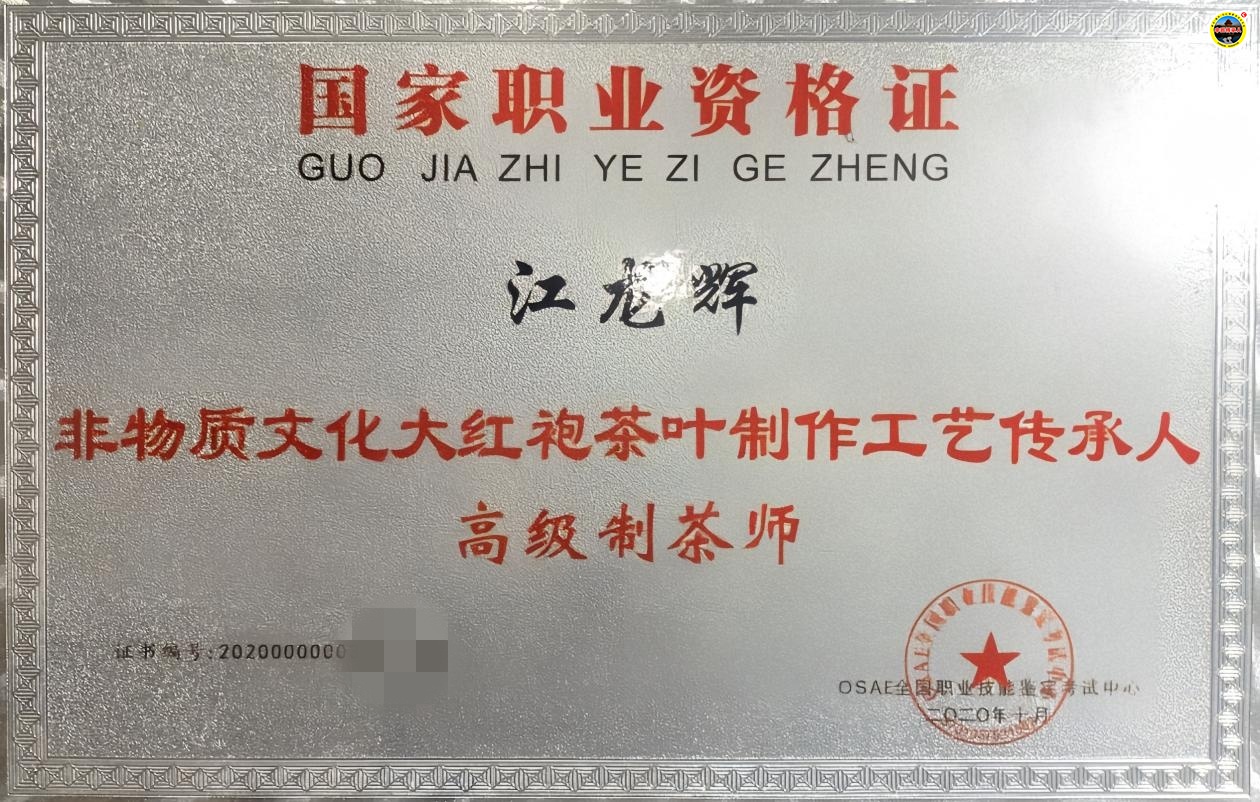 国家职业资格证
GUO JIA ZHI YE ZI GE ZHENG
江龙辉
非物质文化大红袍茶叶制作工艺传承人
高级制茶师
证书编号:2020000000
OSAE全国职业技能鉴定考试中心
二〇二〇年十月